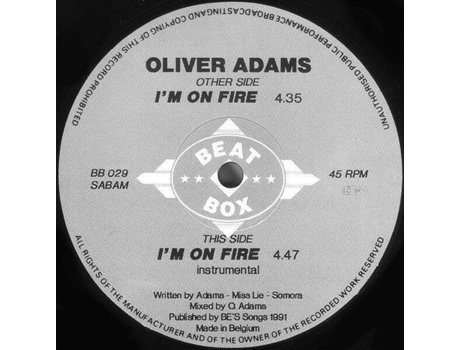 UNAUTHORISED PUBLIC PERFORMANCE BROADCASTING AND COPYING OF THIS RECORD PROHIBITED
OLIVER ADAMS
OTHER SIDE
I'M ON FIRE 4.35
BEAT
BB 029
45 RPM
SABAM
BOX
THIS SIDE
I'M ON FIRE 4.47
instrumental
Written by Adams - Miss Lie - Somora
Mixed by O. Adams
Published by BE'S Songs 1991
Made in Belgium
ALL RIGHTS OF THE MANUFACTURER AND OF THE OWNER OF THE RECORDED WORK RESERVED